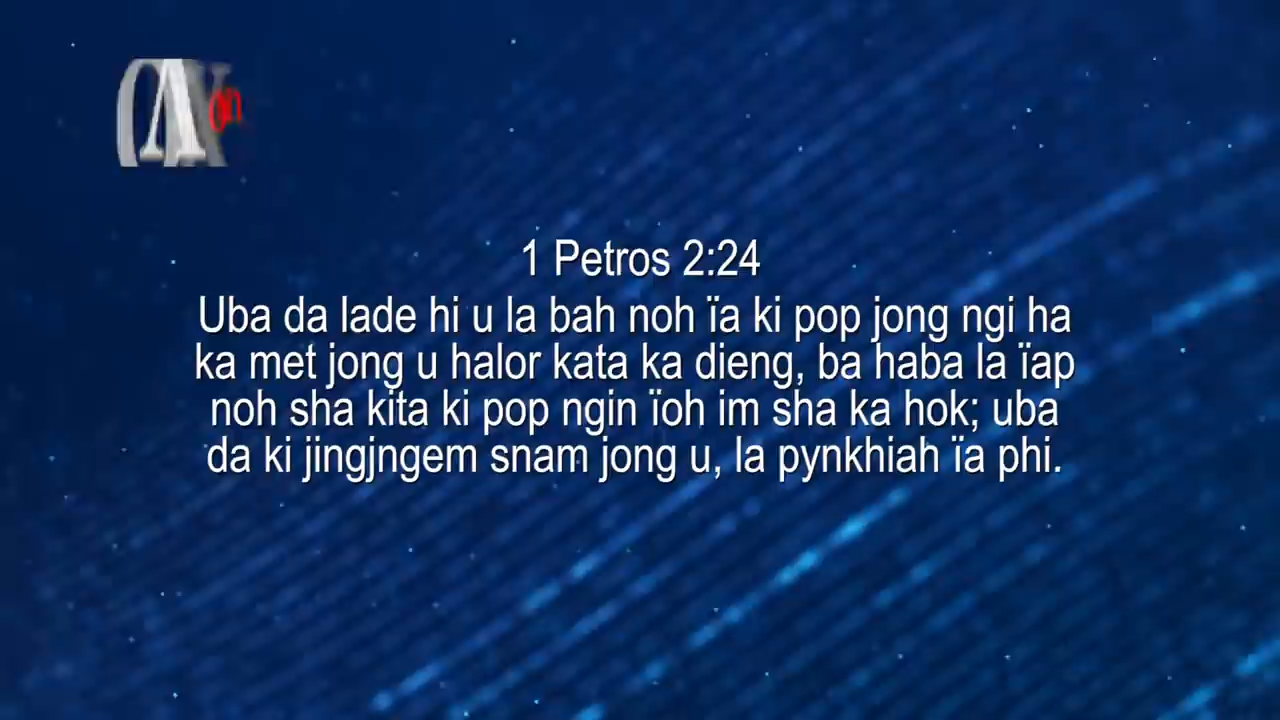 on
1 Petros 2:24
Uba da lade hi u la bah noh ïa ki pop jong ngi ha
ka met jong u halor kata ka dieng, ba haba la ïap
noh sha kita ki pop ngin ïoh im sha ka hok; uba
da ki jingjngem snam jong u, la pynkhiah ïa phi.